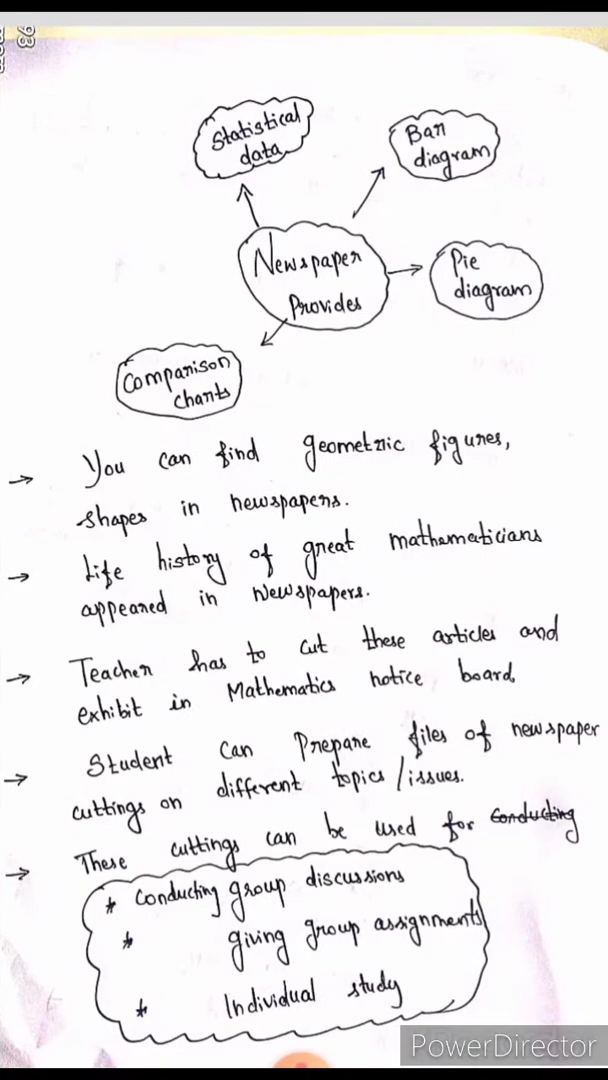 93
Statistical
data
Bar
diagram
Newspaper
Provides
Pie
diagram
Comparison
charts
→ You can find geometric figures,
shapes in newspapers.
→ Life history of great mathematicians
appeared in Newspapers.
→ Teacher has to cut these articles and
exhibit in Mathematics notice board.
→ Student can Prepare files of newspaper
cuttings on different topics/issues.
→ These cuttings can be used for conducting
* Conducting group discussions
* giving group assignments
* Individual study
PowerDirector